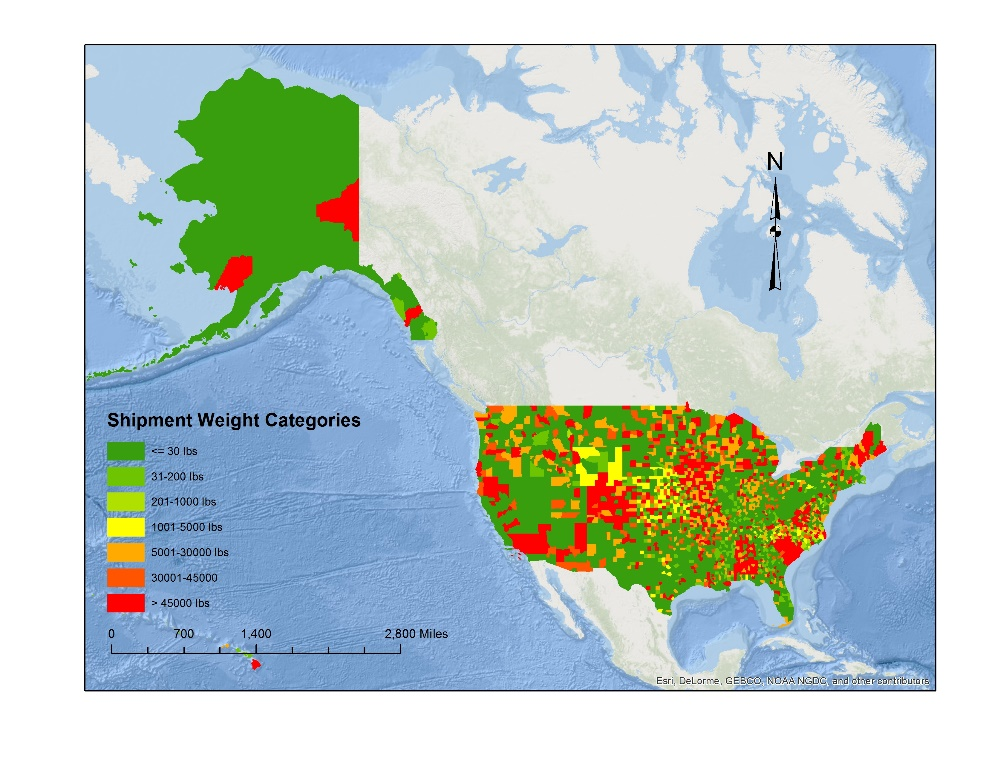 N
Shipment Weight Categories
<= 30 lbs
31-200 lbs
201-1000 lbs
1001-5000 lbs
5001-30000 lbs
30001-45000
> 45000 lbs
0 700 1,400 2,800 Miles
Esri, DeLorme, GEBCO, NOAA NGDC, and other contributors